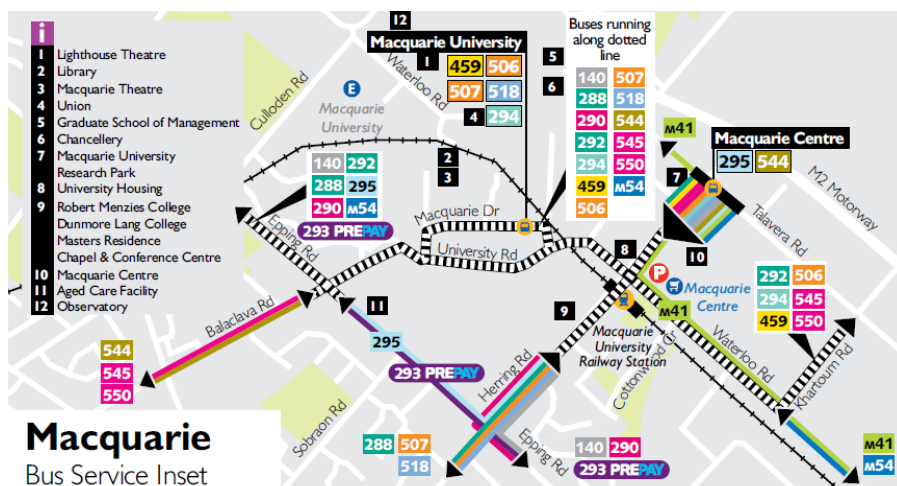 i
1 Lighthouse Theatre
2 Library
3 Macquarie Theatre
4 Union
5 Graduate School of Management
6 Chancellery
7 Macquarie University
Research Park
8 University Housing
9 Robert Menzies College
Dunmore Lang College
Masters Residence
Chapel & Conference Centre
10 Macquarie Centre
11 Aged Care Facility
12 Observatory
12
Macquarie University
1
459 506
507 518
4 294
Waterloo Rd
Culloden Rd
E
Macquarie
University
2
3
Buses running
along dotted
line
5
6
140 507
288 518
290 544
292 545
294 550
459 M54
506
M41
Macquarie Centre
295 544
7
M2 Motorway
Talavera Rd
140 292
288 295
290 M54
293 PREPAY
Epping Rd
Macquarie Dr
University Rd
8
10
P
Macquarie
Centre
M41
9
Macquarie
University
Railway Station
Cottonwood Cr
Waterloo Rd
292 506
294 545
459 550
Khartoum Rd
Balaclava Rd
11
295
293 PREPAY
Herring Rd
544
545
550
Sobraon Rd
288 507
518
Epping Rd
140 290
293 PREPAY
M41
M54
Macquarie
Bus Service Inset